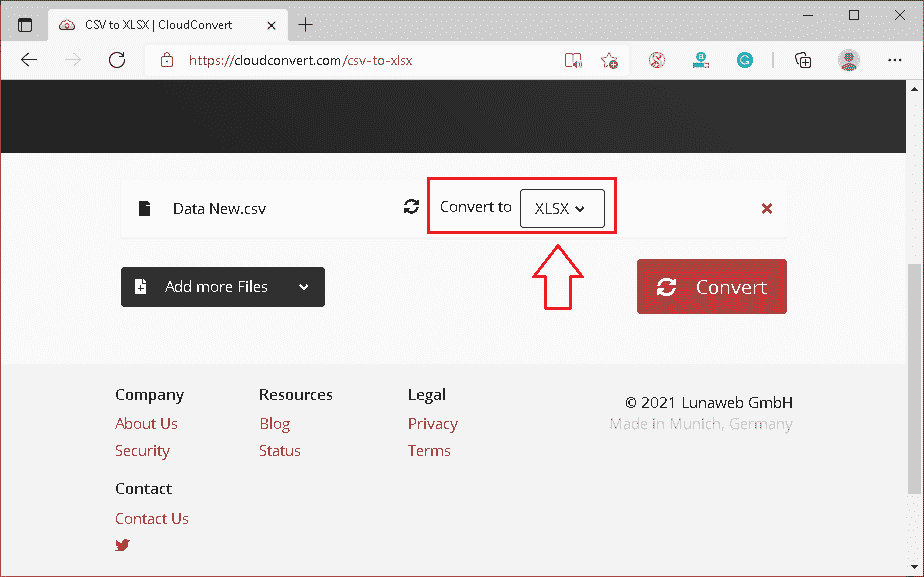 CSV to XLSX | CloudConvert
https://cloudconvert.com/csv-to-xlsx
Data New.csv
Convert to
XLSX
Add more Files
Convert
Company
Resources
Legal
© 2021 Lunaweb GmbH
About Us
Blog
Privacy
Made in Munich, Germany
Security
Status
Terms
Contact
Contact Us